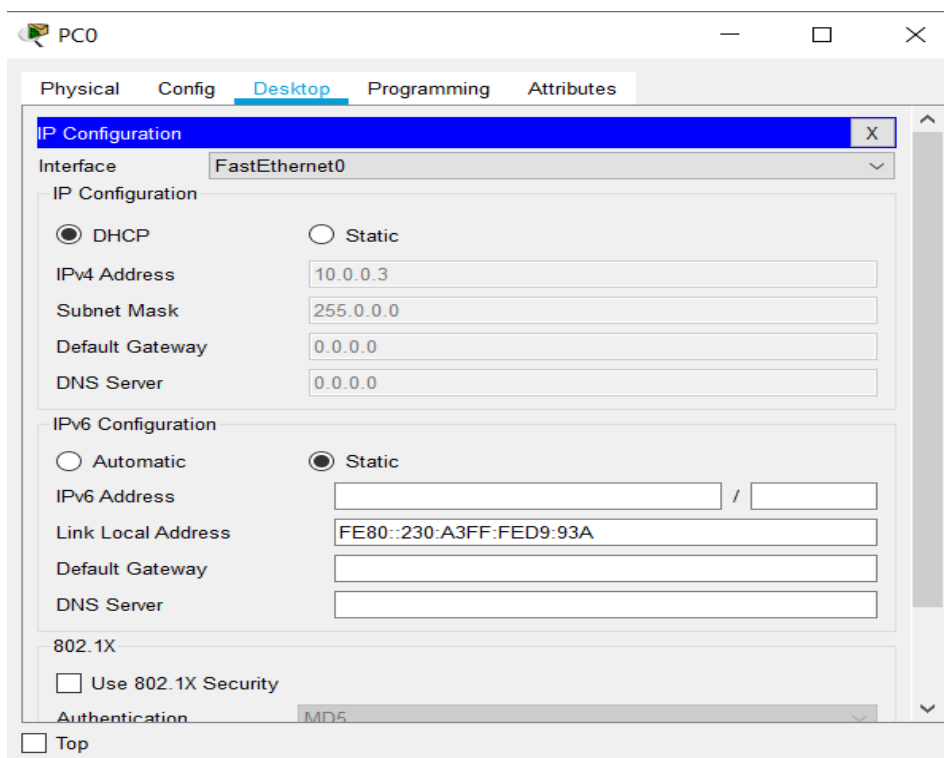 PC0
Physical Config Desktop Programming Attributes
IP Configuration X
Interface FastEthernet0
IP Configuration
DHCP Static
IPv4 Address 10.0.0.3
Subnet Mask 255.0.0.0
Default Gateway 0.0.0.0
DNS Server 0.0.0.0
IPv6 Configuration
Automatic Static
IPv6 Address /
Link Local Address FE80::230:A3FF:FED9:93A
Default Gateway
DNS Server
802.1X
Use 802.1X Security
Authentication MD5
Top